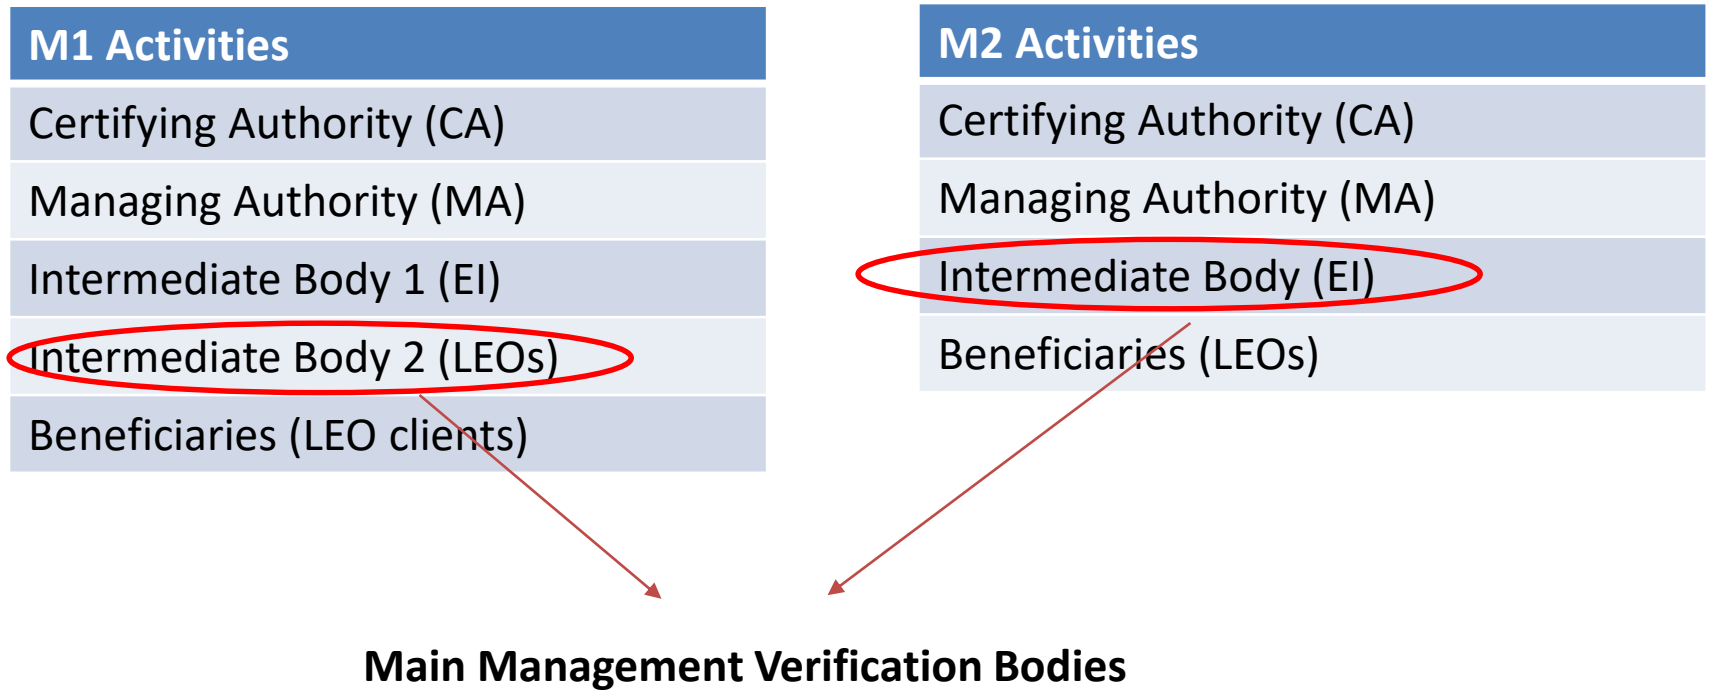 M1 Activities
Certifying Authority (CA)
Managing Authority (MA)
Intermediate Body 1 (EI)
Intermediate Body 2 (LEOs)
Beneficiaries (LEO clients)
M2 Activities
Certifying Authority (CA)
Managing Authority (MA)
Intermediate Body (EI)
Beneficiaries (LEOs)
Main Management Verification Bodies